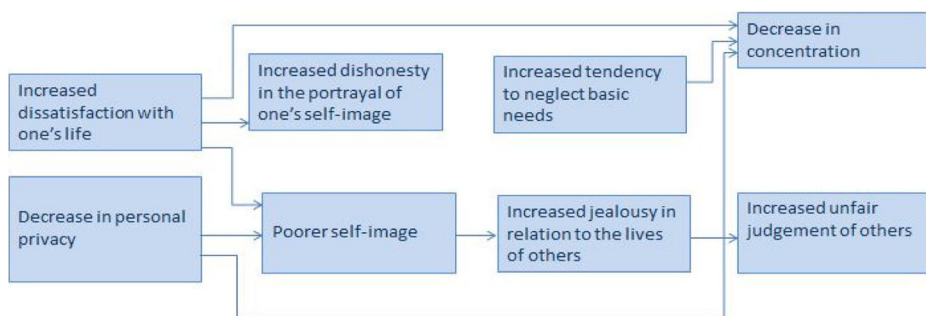 Decrease in
concentration
Increased dishonesty
in the portrayal of
one's self-image
Increased tendency
to neglect basic
needs
Increased
dissatisfaction with
one's life
Decrease in personal
privacy
Poorer self-image
Increased jealousy in
relation to the lives
of others
Increased unfair
judgement of others